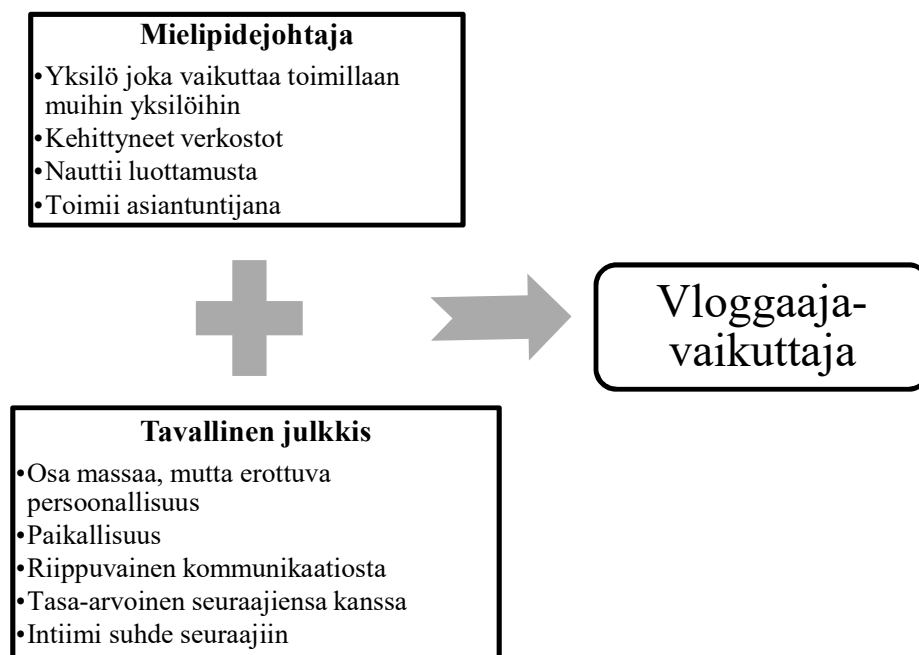 Mielipidejohtaja
•Yksilö joka vaikuttaa toimillaan
muihin yksilöihin
•Kehittyneet verkostot
•Nauttii luottamusta
•Toimii asiantuntijana
Vloggaaja-
vaikuttaja
Tavallinen julkkis
•Osa massaa, mutta erottuva
persoonallisuus
•Paikallisuus
•Riippuvainen kommunikaatiosta
•Tasa-arvoinen seuraajiensa kanssa
•Intiimi suhde seuraajiin